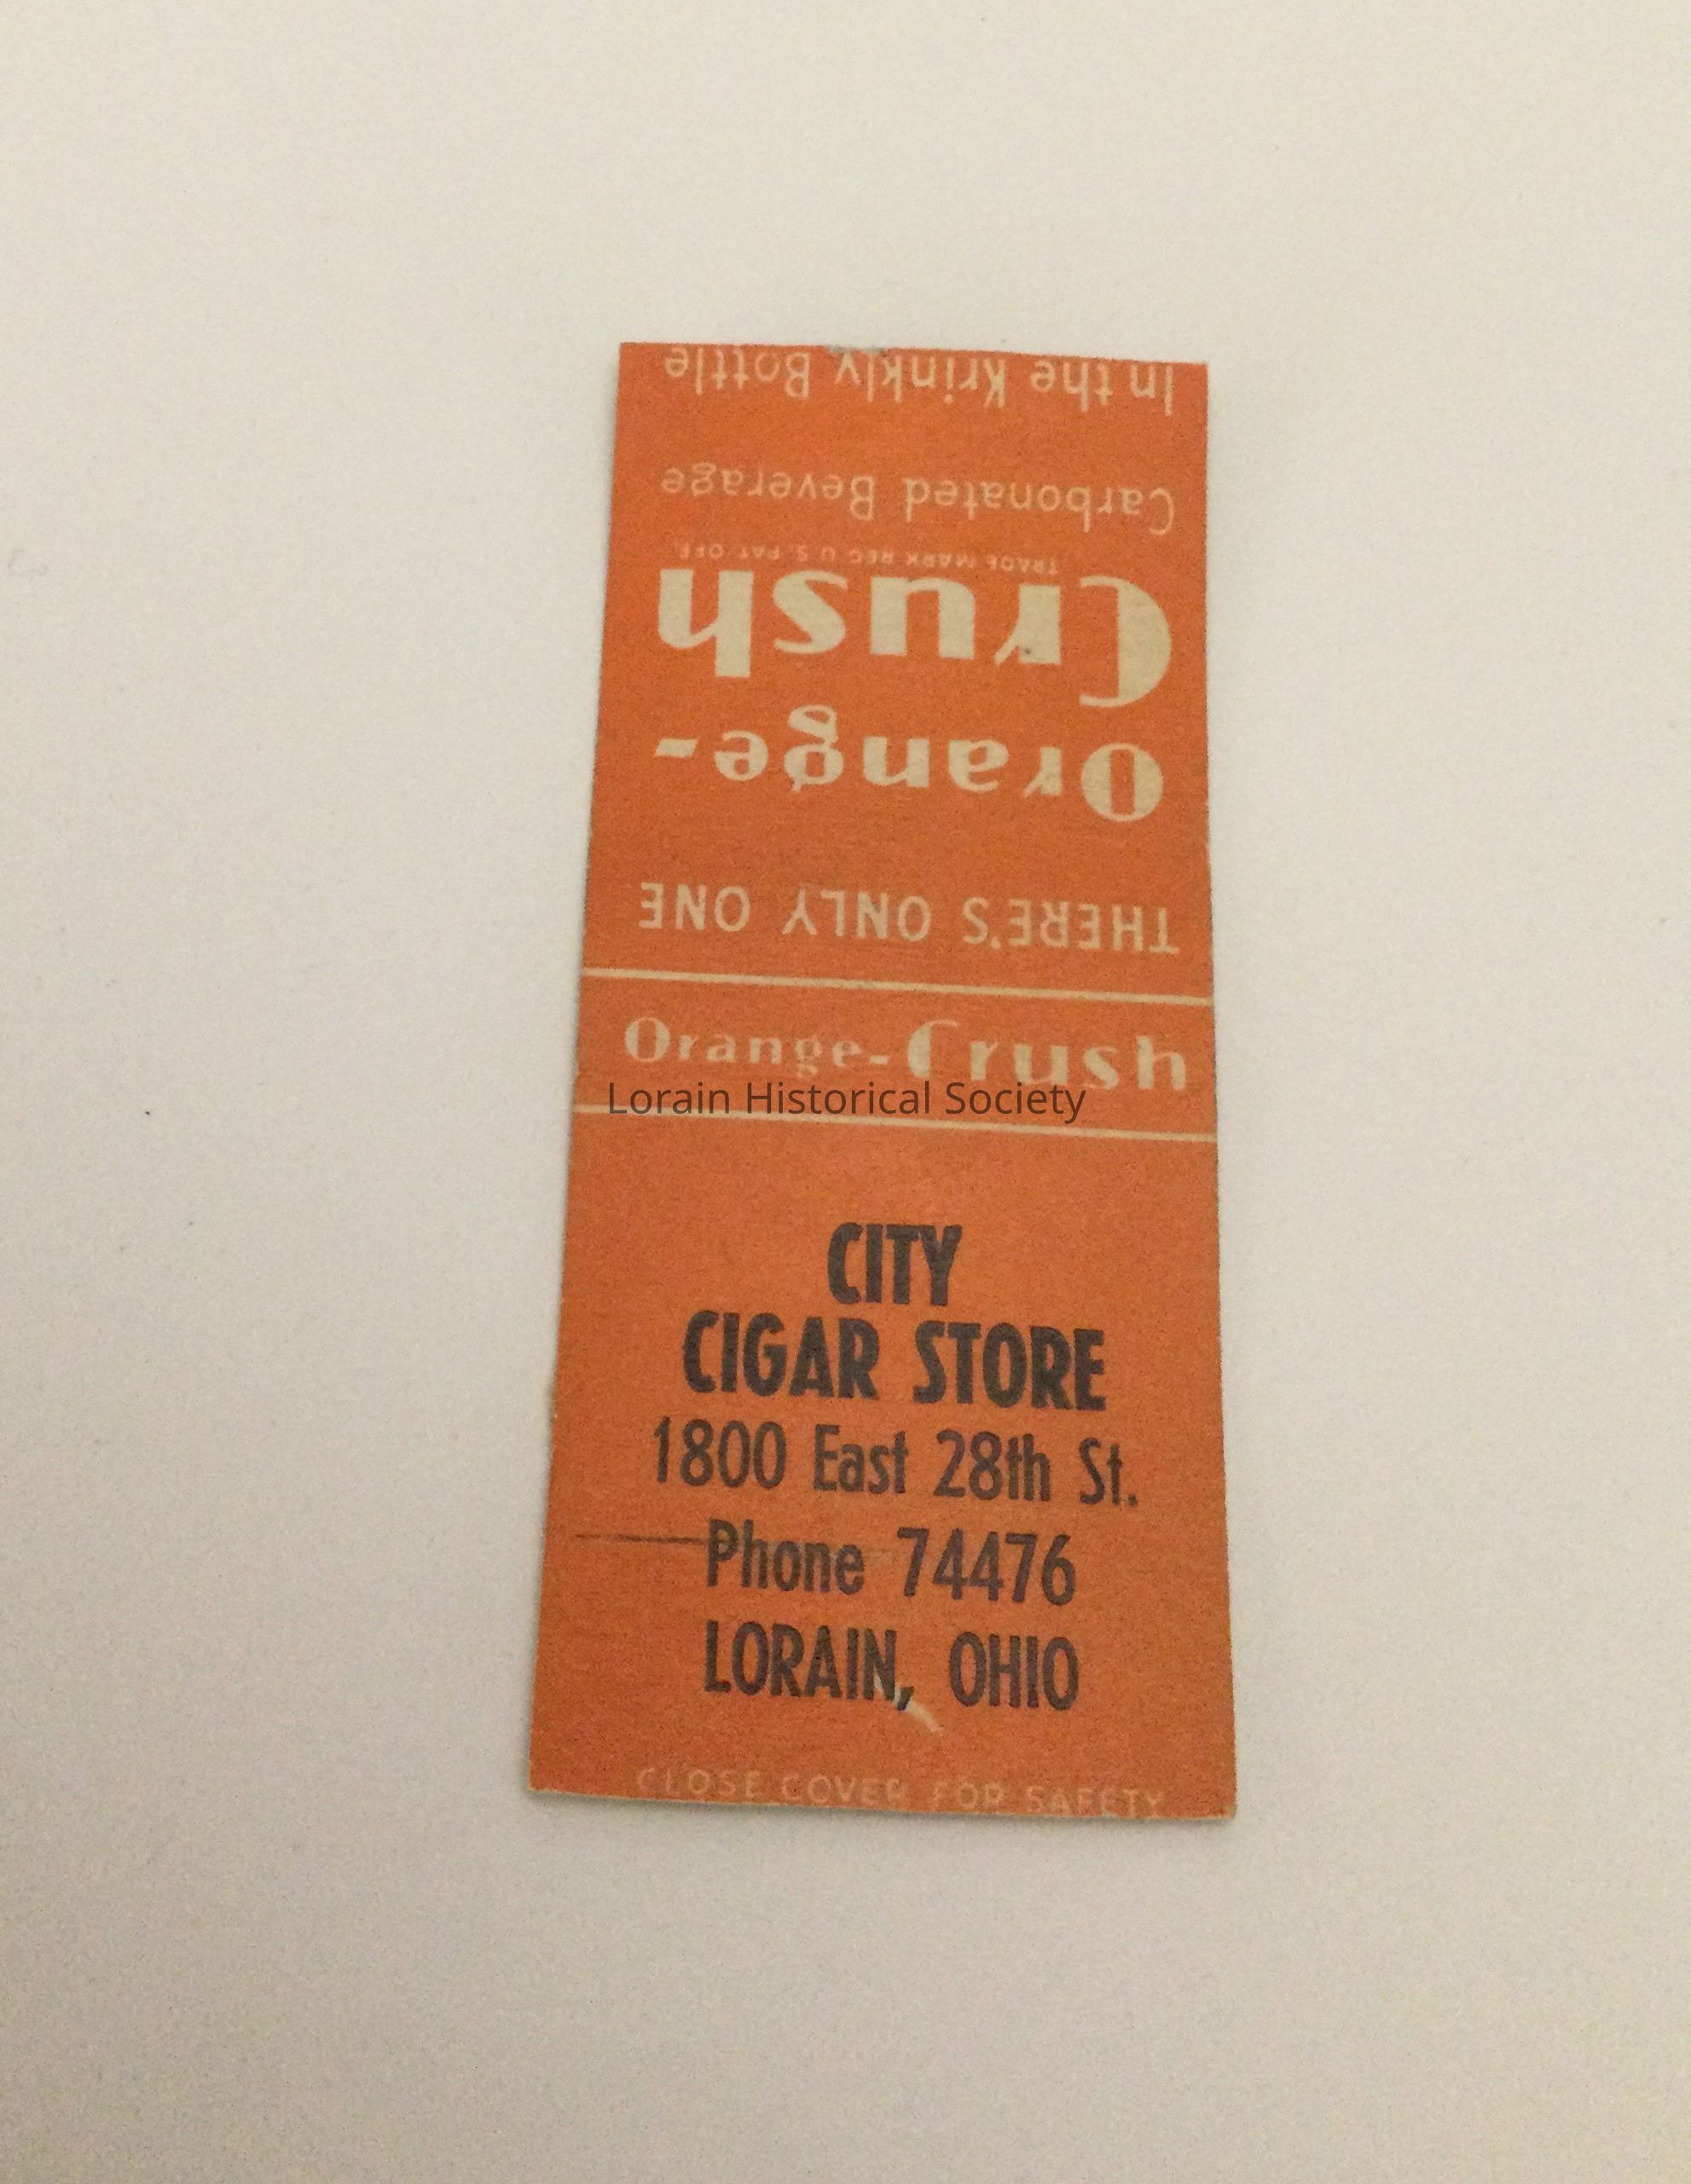 THERE'S ONLY ONE
Orange-
Crush
TRADE MARK REG U.S. PAT. OFF.
Carbonated Beverage
In the Krinkly Bottle
Orange-Crush
Lorain Historical Society
CITY
CIGAR STORE
1800 East 28th St.
Phone 74476
LORAIN, OHIO
CLOSE COVER FOR SAFETY